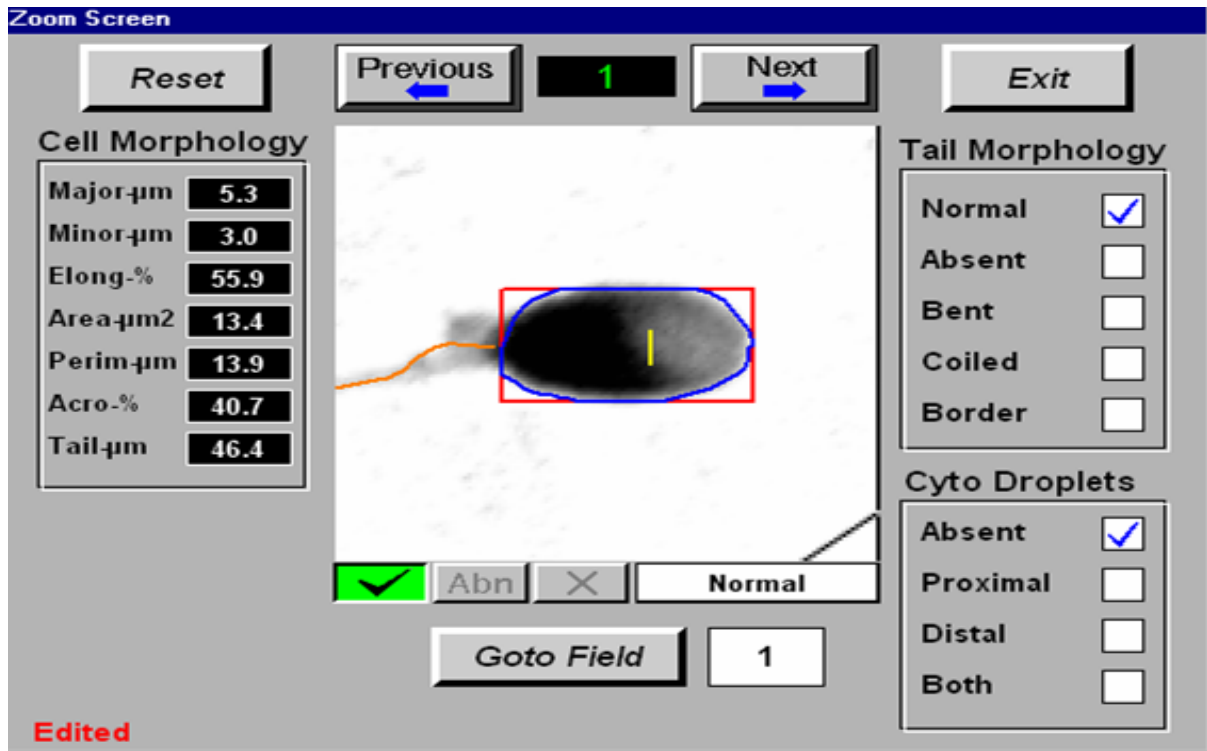 Zoom Screen
Reset
Previous
1
Next
Exit
Cell Morphology
Major-µm 5.3
Minor-µm 3.0
Elong-% 55.9
Area-µm2 13.4
Perim-µm 13.9
Acro-% 40.7
Tail-µm 46.4
Tail Morphology
Normal
Absent
Bent
Coiled
Border
Cyto Droplets
Absent
Proximal
Distal
Both
Abn
Normal
Goto Field 1
Edited